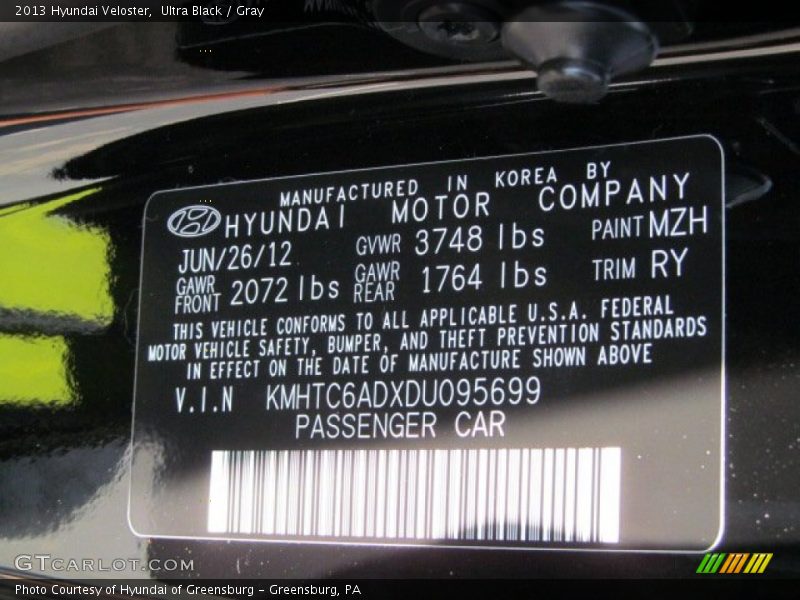 2013 Hyundai Veloster, Ultra Black / Gray
MANUFACTURED IN KOREA BY
HYUNDAI MOTOR COMPANY
JUN/26/12 GVWR 3748 lbs PAINT MZH
GAWR FRONT 2072 lbs GAWR REAR 1764 lbs TRIM RY
THIS VEHICLE CONFORMS TO ALL APPLICABLE U.S.A. FEDERAL
MOTOR VEHICLE SAFETY, BUMPER, AND THEFT PREVENTION STANDARDS
IN EFFECT ON THE DATE OF MANUFACTURE SHOWN ABOVE
V.I.N KMHTC6ADXDU095699
PASSENGER CAR
GTCARLOT.COM
Photo Courtesy of Hyundai of Greensburg - Greensburg, PA